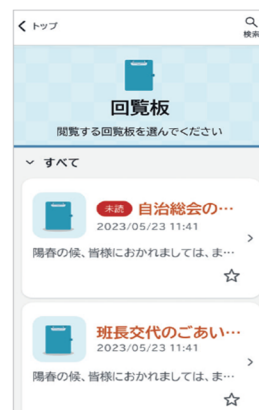 トップ
検索
回覧板
閲覧する回覧板を選んでください
すべて
未読 自治総会の…
2023/05/23 11:41
陽春の候、皆様におかれましては、ま…
班長交代のごあい…
2023/05/23 11:41
陽春の候、皆様におかれましては、ま…